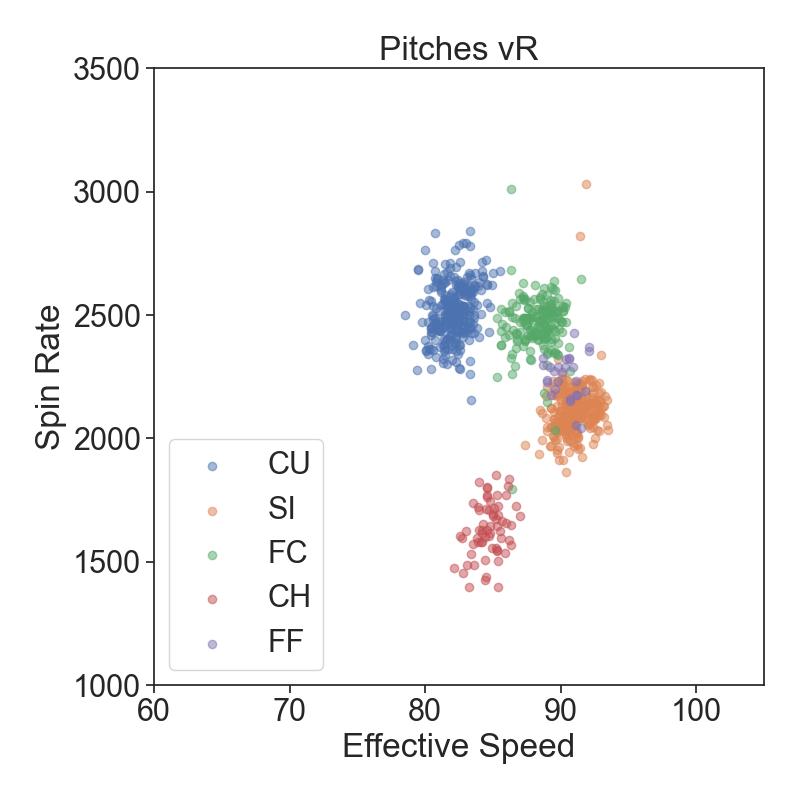 Pitches vR
3500
3000
2500
2000
1500
1000
Spin Rate
CU
SI
FC
CH
FF
60 70 80 90 100
Effective Speed